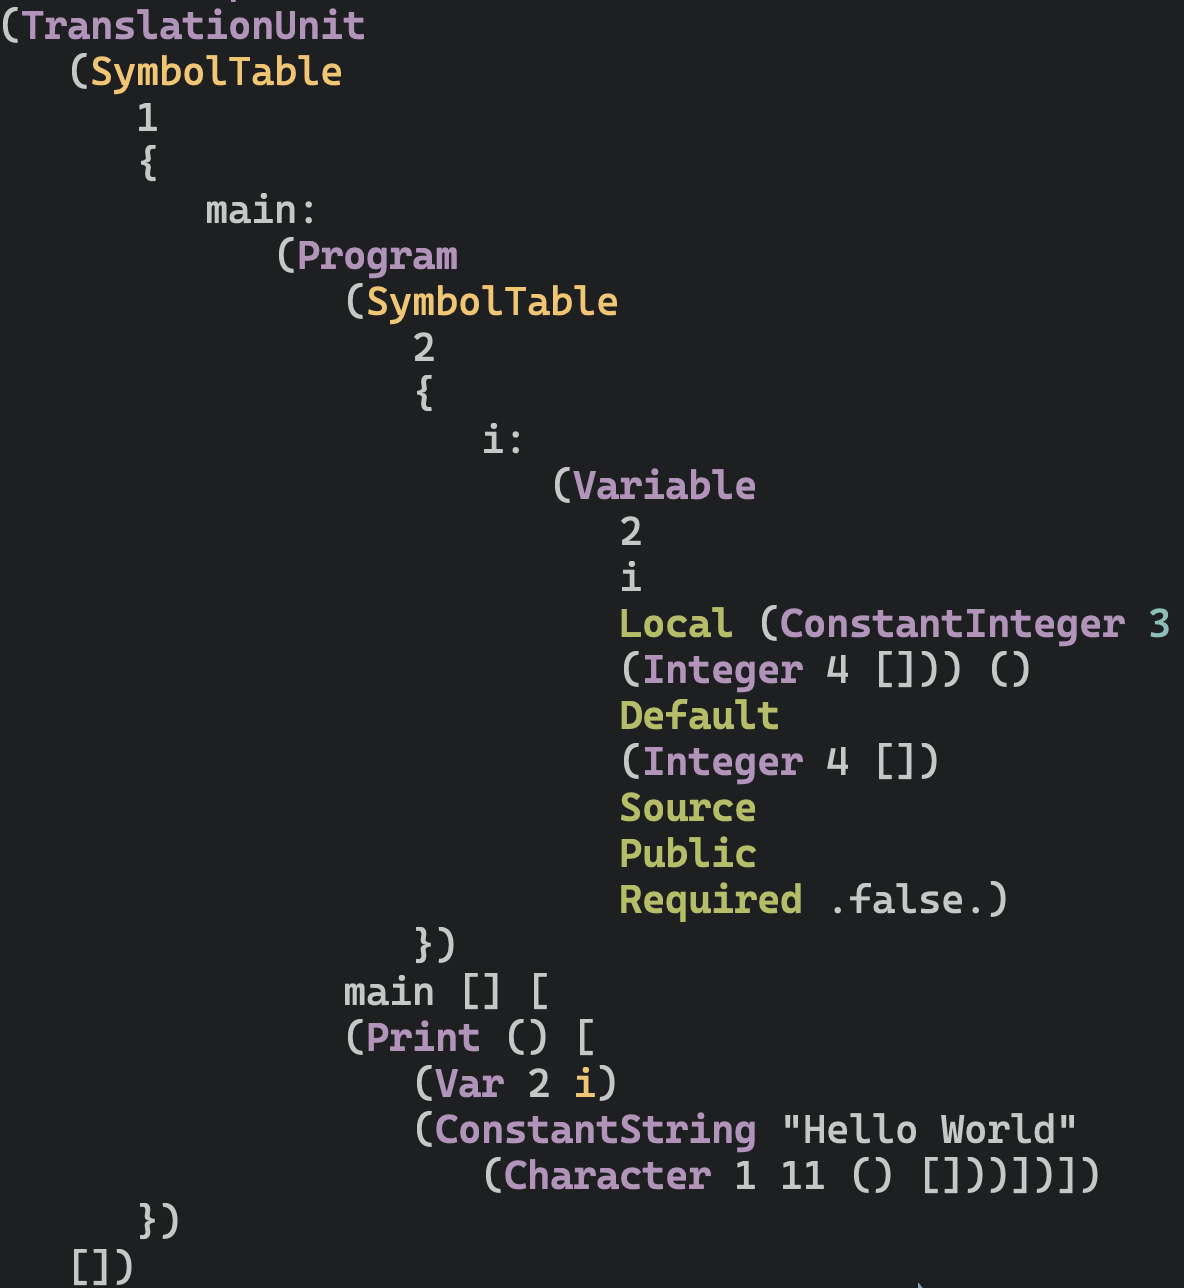 (TranslationUnit
(SymbolTable
1
{
main:
(Program
(SymbolTable
2
{
i:
(Variable
2
i
Local (ConstantInteger 3
(Integer 4 [])) ()
Default
(Integer 4 [])
Source
Public
Required .false.)
})
main [] [
(Print () [
(Var 2 i)
(ConstantString "Hello World"
(Character 1 11 () []))])])
})
[])